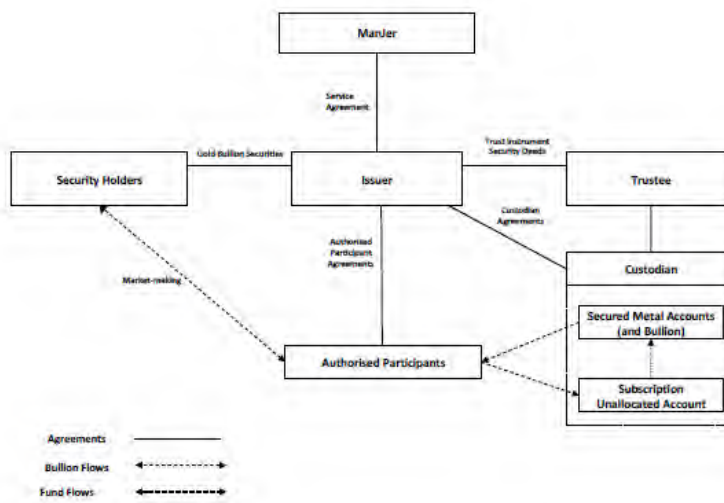 ManJer
Service
Agreement
Gold Bullion Securities
Trust Instrument
Security Deeds
Security Holders
Issuer
Trustee
Custodian
Agreements
Authorised
Participant
Agreements
Custodian
Market-making
Secured Metal Accounts
(and Bullion)
Authorised Participants
Subscription
Unallocated Account
Agreements
Bullion Flows
Fund Flows